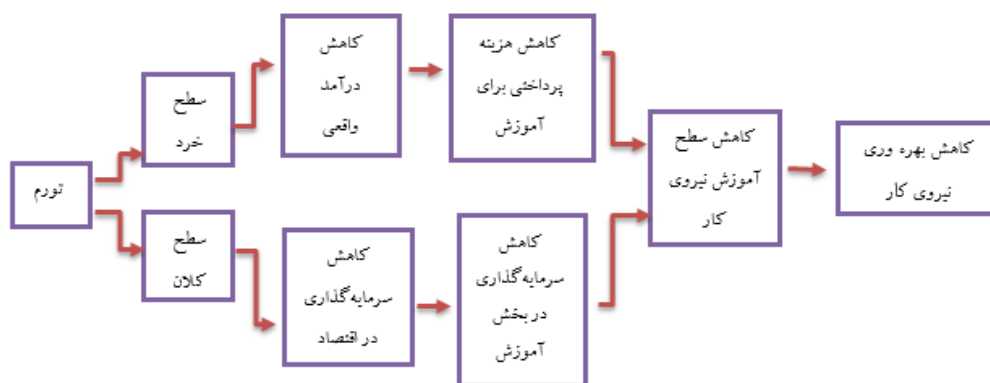 تورم
سطح
خرد
کاهش
درآمد
واقعی
کاهش هزینه
پرداختی برای
آموزش
سطح
کلان
کاهش
سرمایه‌گذاری
در اقتصاد
کاهش
سرمایه‌گذاری
در بخش
آموزش
کاهش سطح
آموزش نیروی
کار
کاهش بهره وری
نیروی کار